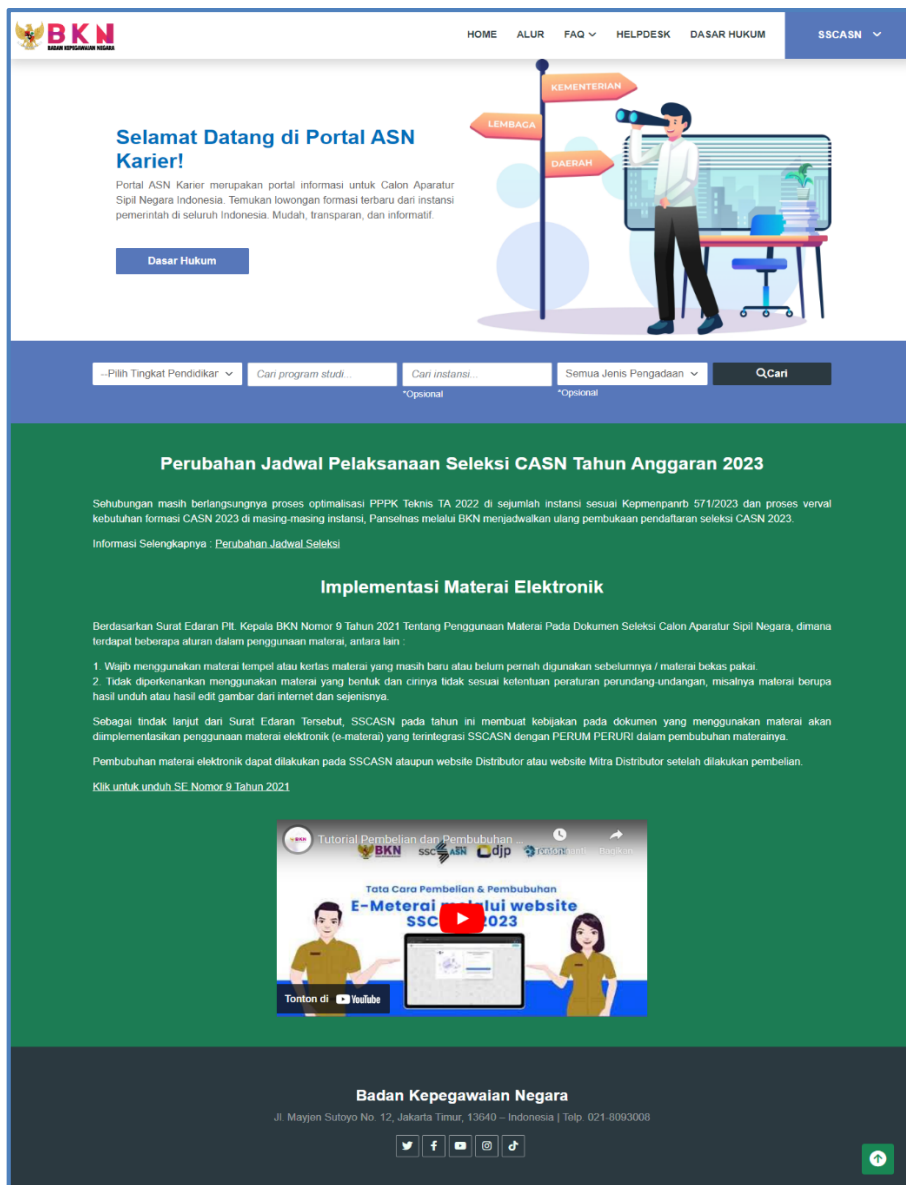 BKN
BADAN KEPEGAWAIAN NEGARA
HOME ALUR FAQ HELPDESK DASAR HUKUM SSCASN
KEMENTERIAN
LEMBAGA
DAERAH
Selamat Datang di Portal ASN
Karier!
Portal ASN Karier merupakan portal informasi untuk Calon Aparatur
Sipil Negara Indonesia. Temukan lowongan formasi terbaru dari instansi
pemerintah di seluruh Indonesia. Mudah, transparan, dan informatif.
Dasar Hukum
--Pilih Tingkat Pendidikar Cari program studi... Cari instansi... Semua Jenis Pengadaan Cari
*Opsional *Opsional
Perubahan Jadwal Pelaksanaan Seleksi CASN Tahun Anggaran 2023
Sehubungan masih berlangsungnya proses optimalisasi PPPK Teknis TA 2022 di sejumlah instansi sesuai Kepmenpanrb 571/2023 dan proses verval
kebutuhan formasi CASN 2023 di masing-masing instansi, Panselnas melalui BKN menjadwalkan ulang pembukaan pendaftaran seleksi CASN 2023.
Informasi Selengkapnya : Perubahan Jadwal Seleksi
Implementasi Materai Elektronik
Berdasarkan Surat Edaran Plt. Kepala BKN Nomor 9 Tahun 2021 Tentang Penggunaan Materai Pada Dokumen Seleksi Calon Aparatur Sipil Negara, dimana
terdapat beberapa aturan dalam penggunaan materai, antara lain :
1. Wajib menggunakan materai tempel atau kertas materai yang masih baru atau belum pernah digunakan sebelumnya / materai bekas pakai.
2. Tidak diperkenankan menggunakan materai yang bentuk dan cirinya tidak sesuai ketentuan peraturan perundang-undangan, misalnya materai berupa
hasil unduh atau hasil edit gambar dari internet dan sejenisnya.
Sebagai tindak lanjut dari Surat Edaran Tersebut, SSCASN pada tahun ini membuat kebijakan pada dokumen yang menggunakan materai akan
diimplementasikan penggunaan materai elektronik (e-materai) yang terintegrasi SSCASN dengan PERUM PERURI dalam pembubuhan materainya.
Pembubuhan materai elektronik dapat dilakukan pada SSCASN ataupun website Distributor atau website Mitra Distributor setelah dilakukan pembelian.
Klik untuk unduh SE Nomor 9 Tahun 2021
Tutorial Pembelian dan Pembubuhan ...
BKN SSCASN djp
Tata Cara Pembelian & Pembubuhan
E-Meterai melalui website
SSC 2023
Tonton di YouTube
Badan Kepegawaian Negara
Jl. Mayjen Sutoyo No. 12, Jakarta Timur, 13640 – Indonesia | Telp. 021-8093008